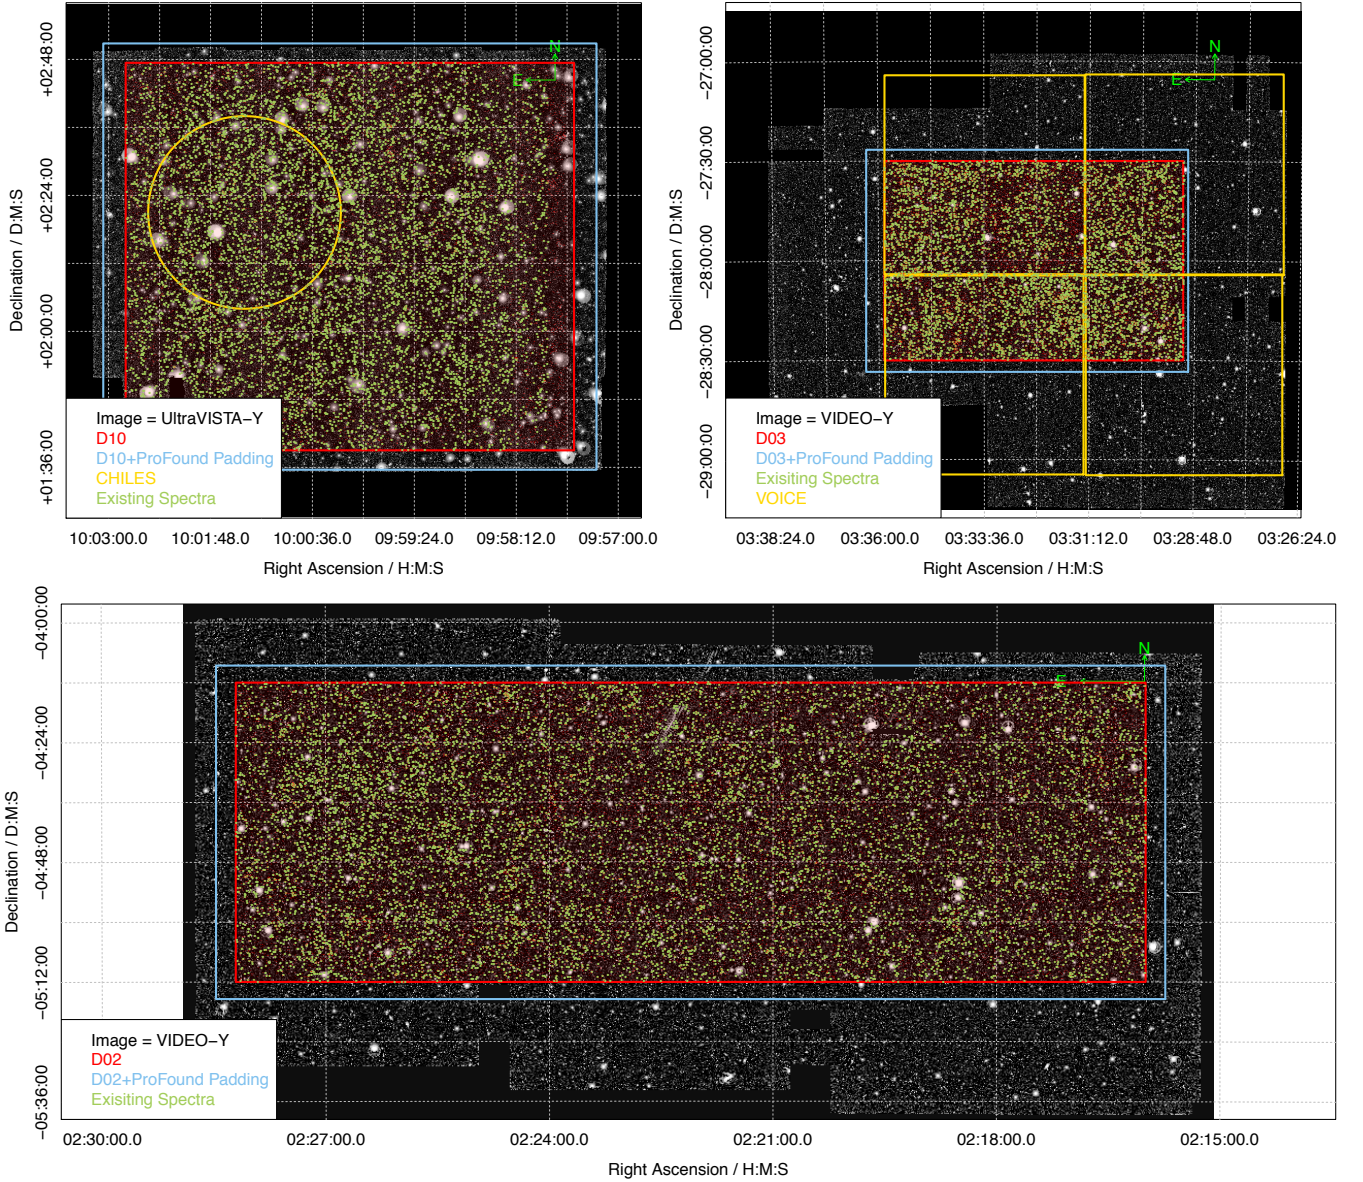 +02:48:00
+02:24:00
+02:00:00
+01:36:00
Declination / D:M:S
N
E
Image = UltraVISTA−Y
D10
D10+ProFound Padding
CHILES
Existing Spectra
10:03:00.0 10:01:48.0 10:00:36.0 09:59:24.0 09:58:12.0 09:57:00.0
Right Ascension / H:M:S
−27:00:00
−27:30:00
−28:00:00
−28:30:00
−29:00:00
Declination / D:M:S
N
E
Image = VIDEO−Y
D03
D03+ProFound Padding
Exisiting Spectra
VOICE
03:38:24.0 03:36:00.0 03:33:36.0 03:31:12.0 03:28:48.0 03:26:24.0
Right Ascension / H:M:S
−04:00:00
−04:24:00
−04:48:00
−05:12:00
−05:36:00
Declination / D:M:S
N
E
Image = VIDEO−Y
D02
D02+ProFound Padding
Exisiting Spectra
02:30:00.0 02:27:00.0 02:24:00.0 02:21:00.0 02:18:00.0 02:15:00.0
Right Ascension / H:M:S